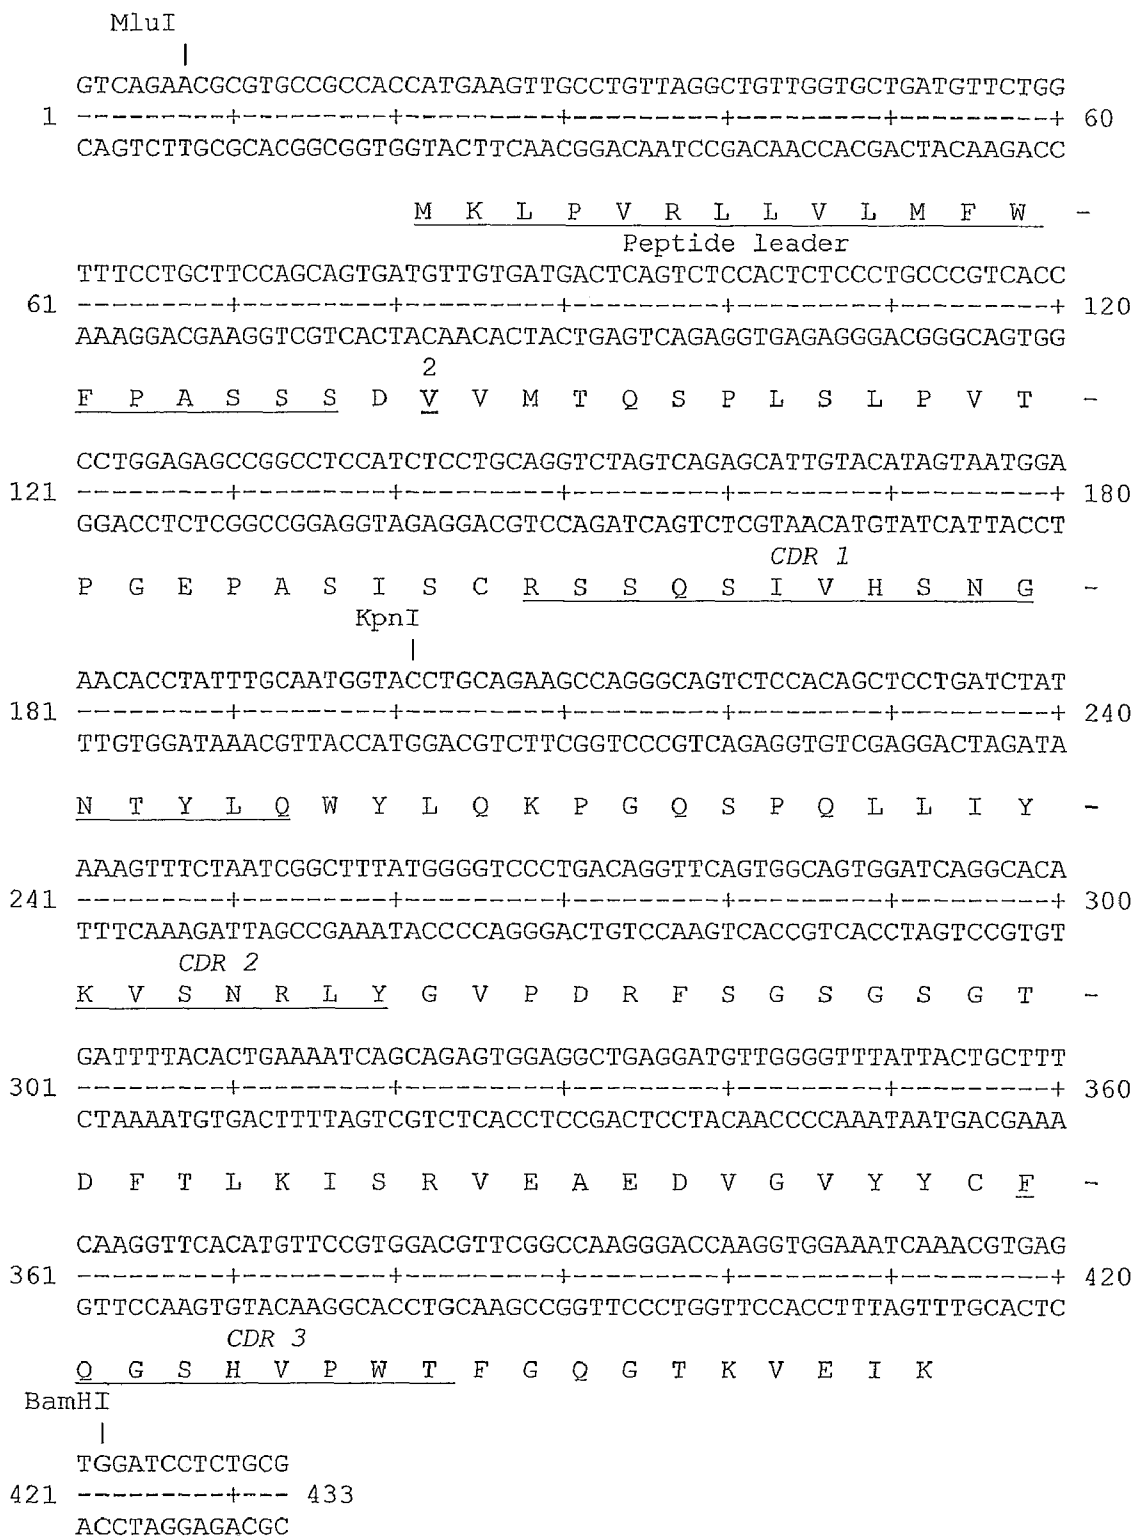 MluI
|
GTCAGAACGCGTGCCGCCACCATGAAGTTGCCTGTTAGGCTGTTGGTGCTGATGTTCTGG
1 ---------+---------+---------+---------+---------+---------+ 60
CAGTCTTGCGCACGGCGGTGGTACTTCAACGGACAATCCGACAACCACGACTACAAGACC
M K L P V R L L V L M F W -
Peptide leader
TTTCCTGCTTCCAGCAGTGATGTTGTGATGACTCAGTCTCCACTCTCCCTGCCCGTCACC
61 ---------+---------+---------+---------+---------+---------+ 120
AAAGGACGAAGGTCGTCACTACAACACTACTGAGTCAGAGGTGAGAGGGACGGGCAGTGG
2
F P A S S S D V V M T Q S P L S L P V T -
CCTGGAGAGCCGGCCTCCATCTCCTGCAGGTCTAGTCAGAGCATTGTACATAGTAATGGA
121 ---------+---------+---------+---------+---------+---------+ 180
GGACCTCTCGGCCGGAGGTAGAGGACGTCCAGATCAGTCTCGTAACATGTATCATTACCT
CDR 1
P G E P A S I S C R S S Q S I V H S N G -
KpnI
|
AACACCTATTTGCAATGGTACCTGCAGAAGCCAGGGCAGTCTCCACAGCTCCTGATCTAT
181 ---------+---------+---------+---------+---------+---------+ 240
TTGTGGATAAACGTTACCATGGACGTCTTCGGTCCCGTCAGAGGTGTCGAGGACTAGATA
N T Y L Q W Y L Q K P G Q S P Q L L I Y -
AAAGTTTCTAATCGGCTTTATGGGGTCCCTGACAGGTTCAGTGGCAGTGGATCAGGCACA
241 ---------+---------+---------+---------+---------+---------+ 300
TTTCAAAGATTAGCCGAAATACCCCAGGGACTGTCCAAGTCACCGTCACCTAGTCCGTGT
CDR 2
K V S N R L Y G V P D R F S G S G S G T -
GATTTTACACTGAAAATCAGCAGAGTGGAGGCTGAGGATGTTGGGGTTTATTACTGCTTT
301 ---------+---------+---------+---------+---------+---------+ 360
CTAAAATGTGACTTTTAGTCGTCTCACCTCCGACTCCTACAACCCCAAATAATGACGAAA
D F T L K I S R V E A E D V G V Y Y C F -
CAAGGTTCACATGTTCCGTGGACGTTCGGCCAAGGGACCAAGGTGGAAATCAAACGTGAG
361 ---------+---------+---------+---------+---------+---------+ 420
GTTCCAAGTGTACAAGGCACCTGCAAGCCGGTTCCCTGGTTCCACCTTTAGTTTGCACTC
CDR 3
Q G S H V P W T F G Q G T K V E I K
BamHI
|
TGGATCCTCTGCG
421 ---------+--- 433
ACCTAGGAGACGC